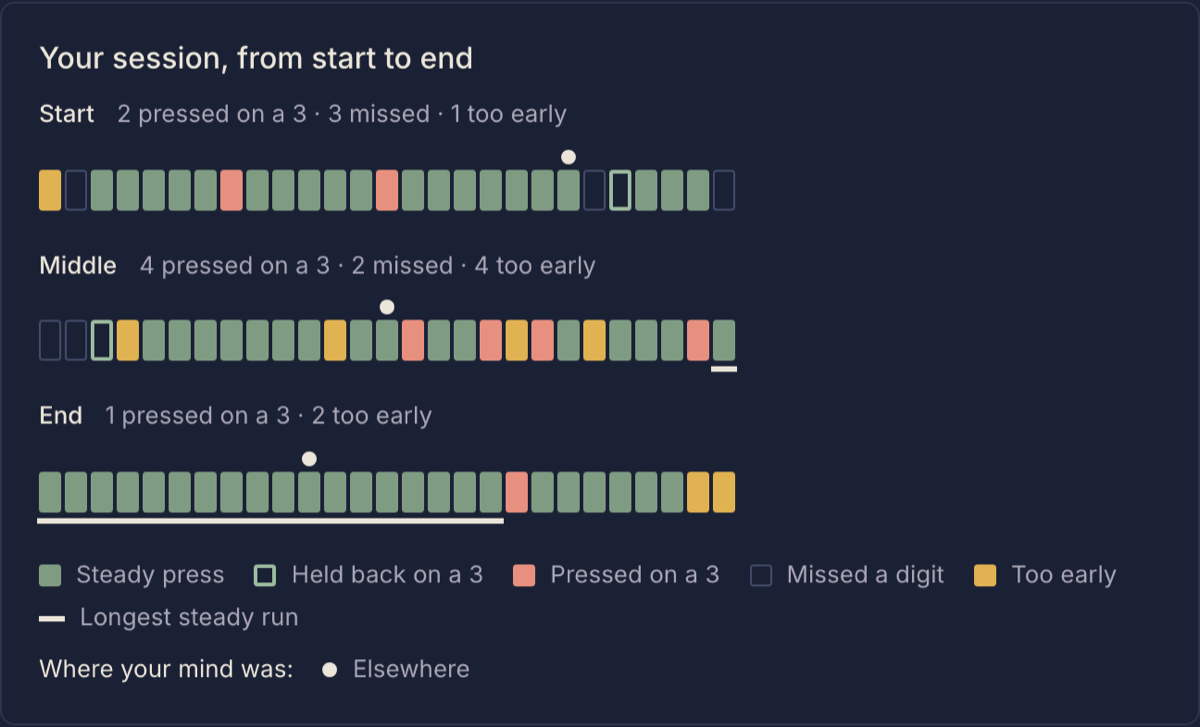 Your session, from start to end
Start 2 pressed on a 3 · 3 missed · 1 too early
Middle 4 pressed on a 3 · 2 missed · 4 too early
End 1 pressed on a 3 · 2 too early
Steady press Held back on a 3 Pressed on a 3 Missed a digit Too early
Longest steady run
Where your mind was: Elsewhere